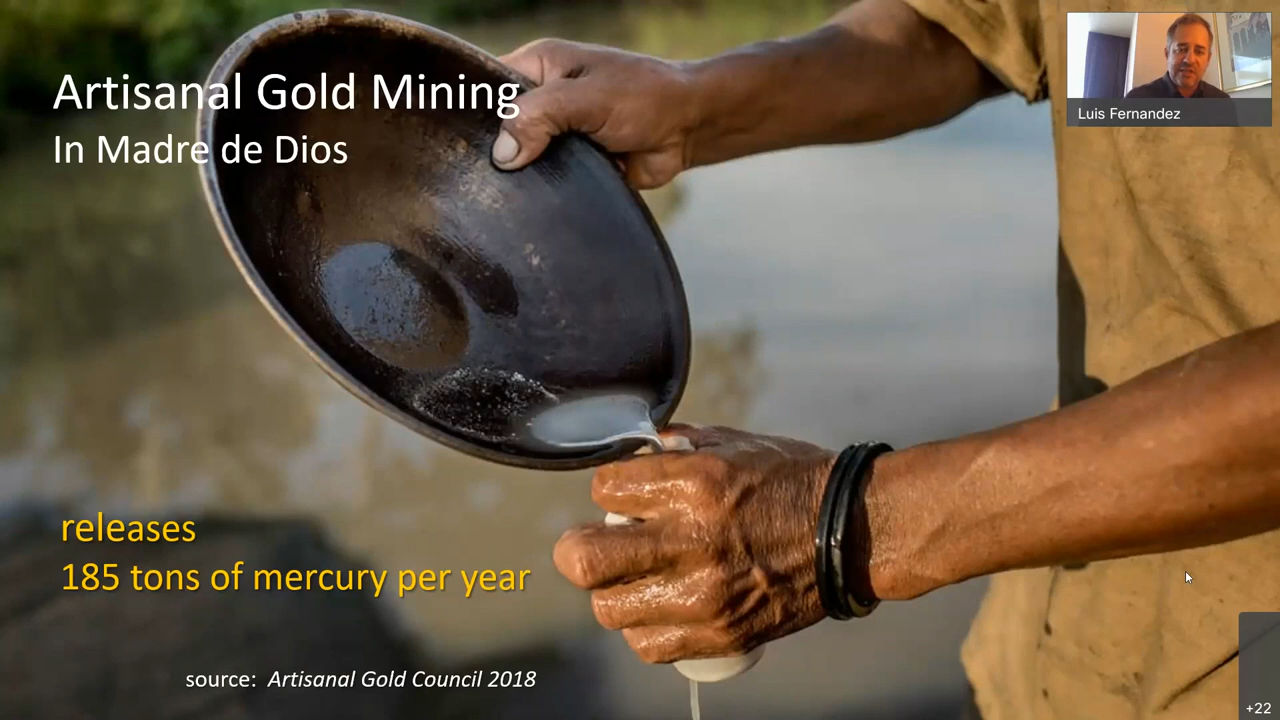 Artisanal Gold Mining
In Madre de Dios
Luis Fernandez
releases
185 tons of mercury per year
source: Artisanal Gold Council 2018
+22